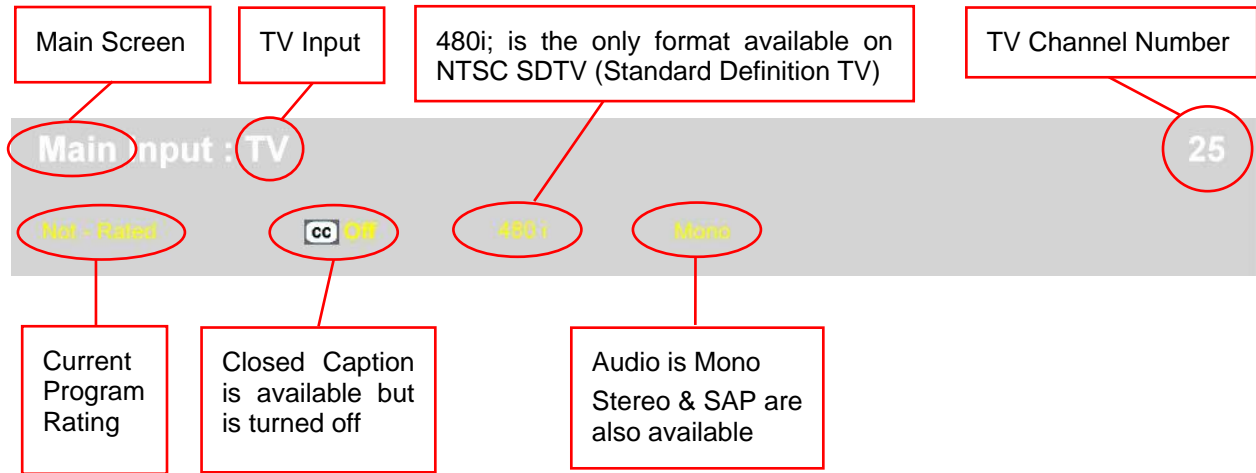 Main Screen
TV Input
480i; is the only format available on
NTSC SDTV (Standard Definition TV)
TV Channel Number
Main Input : TV
25
Not - Rated
cc Off
480 i
Mono
Current
Program
Rating
Closed Caption
is available but
is turned off
Audio is Mono
Stereo & SAP are
also available